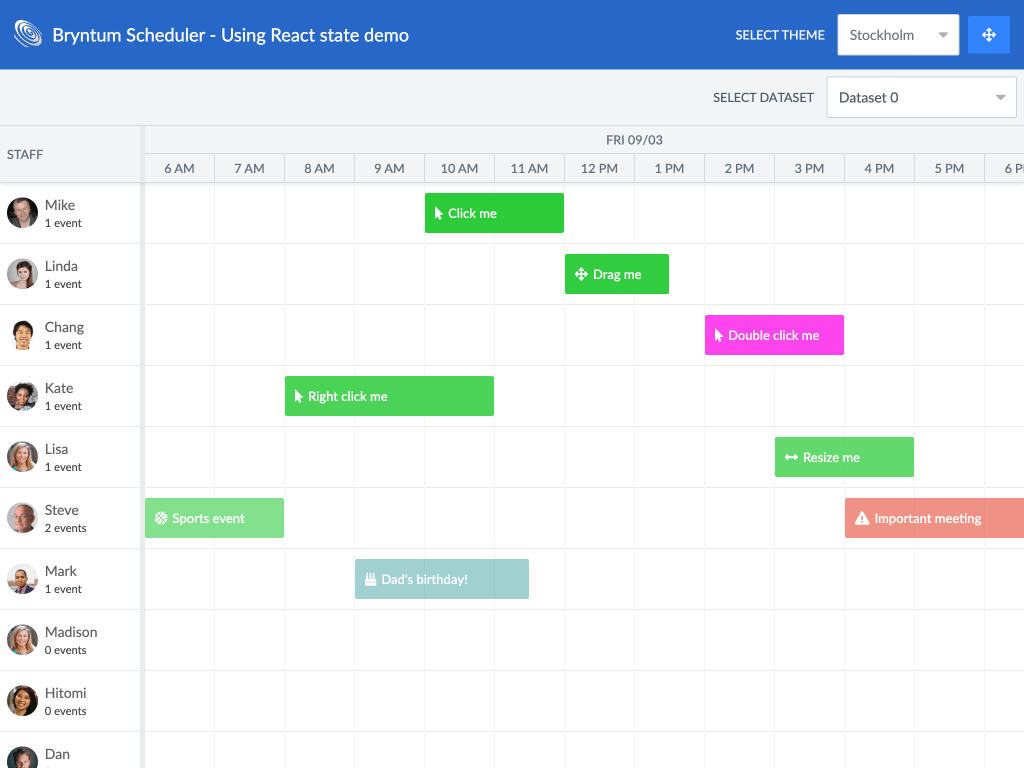 Bryntum Scheduler - Using React state demo
SELECT THEME
Stockholm
SELECT DATASET
Dataset 0
STAFF
FRI 09/03
6 AM 7 AM 8 AM 9 AM 10 AM 11 AM 12 PM 1 PM 2 PM 3 PM 4 PM 5 PM 6 P
Mike
1 event
Click me
Linda
1 event
Drag me
Chang
1 event
Double click me
Kate
1 event
Right click me
Lisa
1 event
Resize me
Steve
2 events
Sports event
Important meeting
Mark
1 event
Dad's birthday!
Madison
0 events
Hitomi
0 events
Dan